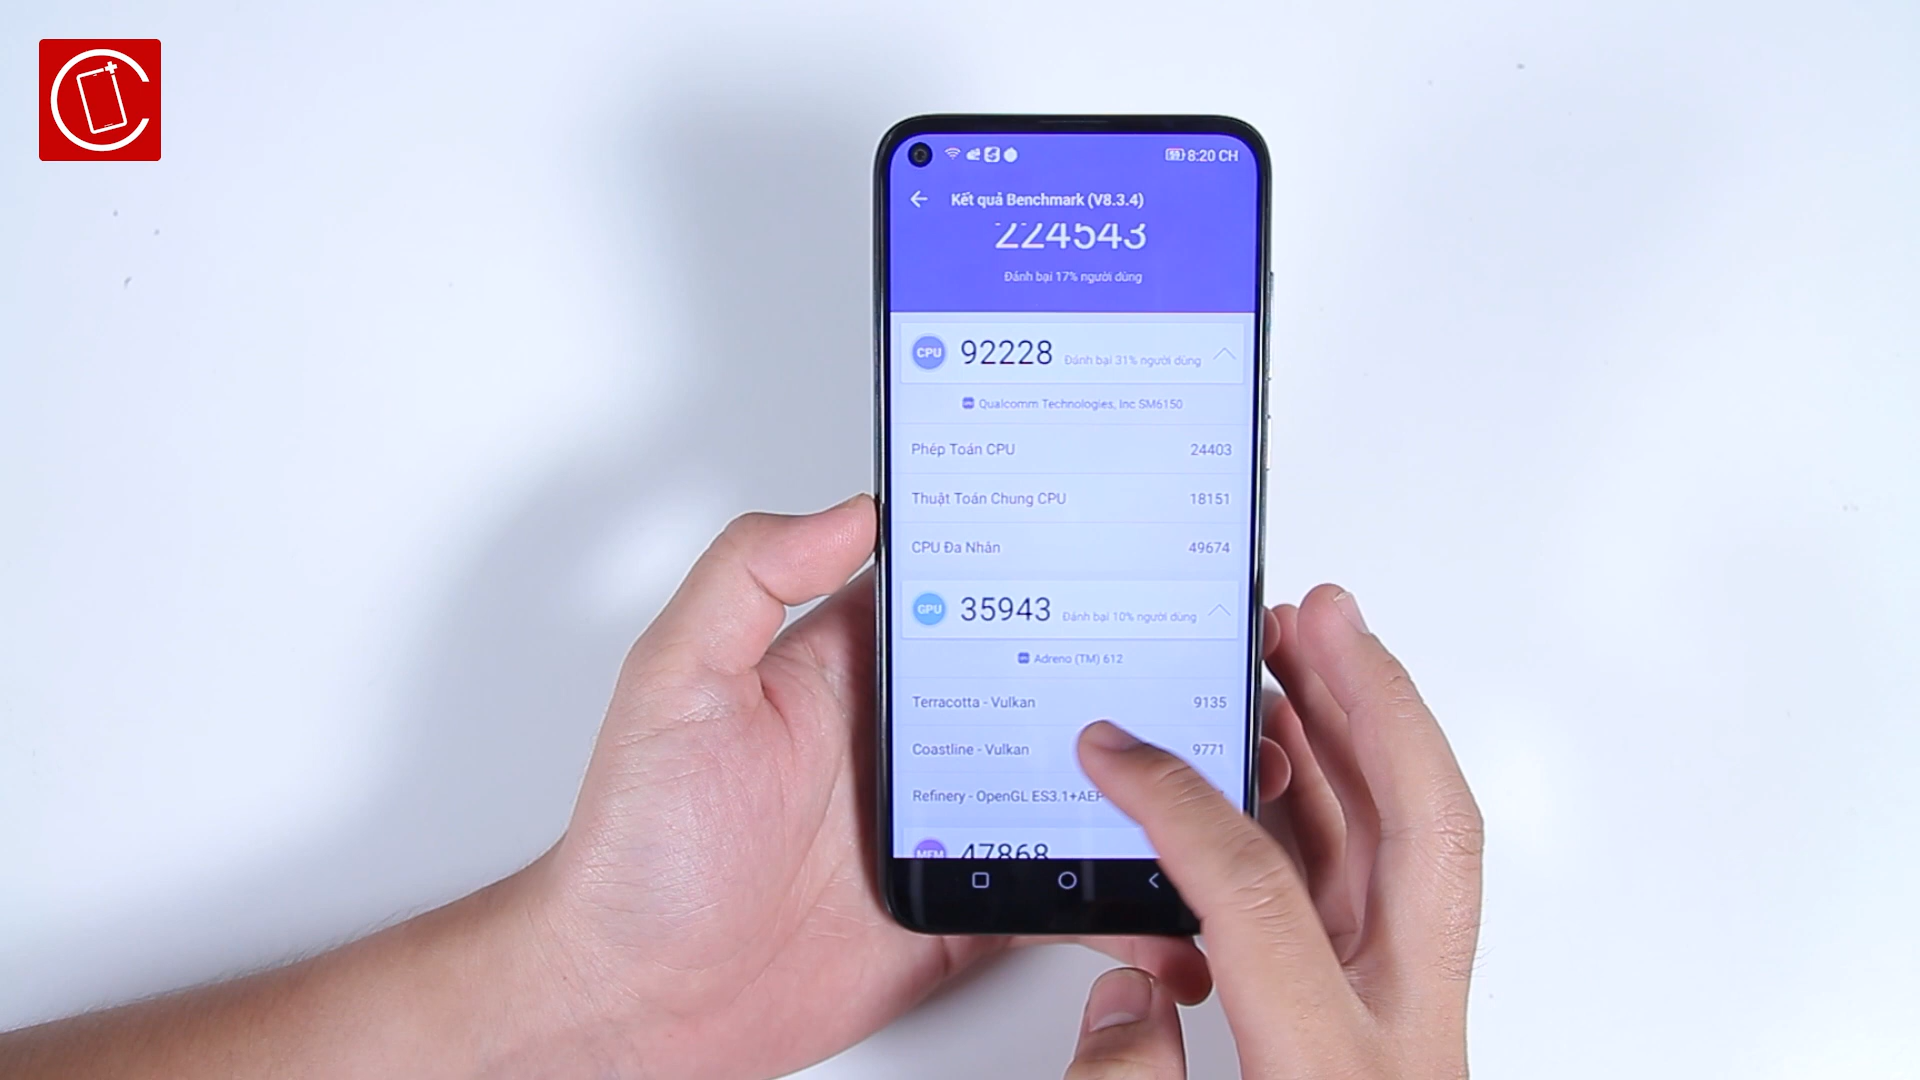 59 8:20 CH
Kết quả Benchmark (V8.3.4)
224543
Đánh bại 17% người dùng
CPU 92228 Đánh bại 31% người dùng
Qualcomm Technologies, Inc SM6150
Phép Toán CPU 24403
Thuật Toán Chung CPU 18151
CPU Đa Nhân 49674
GPU 35943 Đánh bại 10% người dùng
Adreno (TM) 612
Terracotta - Vulkan 9135
Coastline - Vulkan 9771
Refinery - OpenGL ES3.1+AEP
MEM 47868